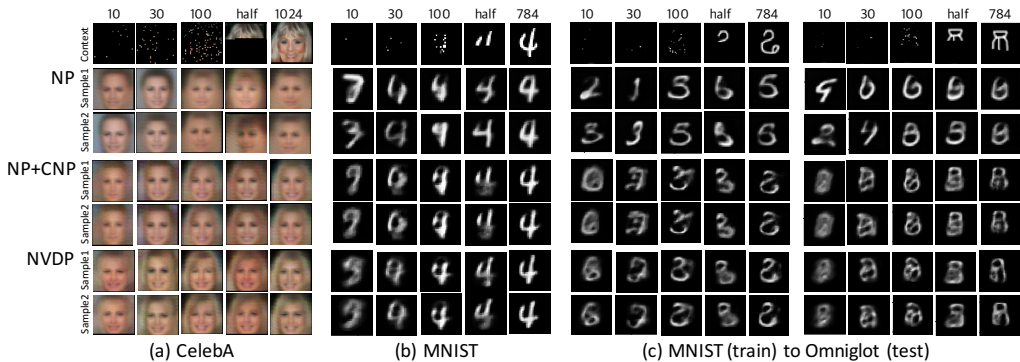 10 30 100 half 1024 10 30 100 half 784 10 30 100 half 784 10 30 100 half 784
Context
NP Sample1
Sample2
NP+CNP Sample1
Sample2
NVDP Sample1
Sample2
(a) CelebA (b) MNIST (c) MNIST (train) to Omniglot (test)